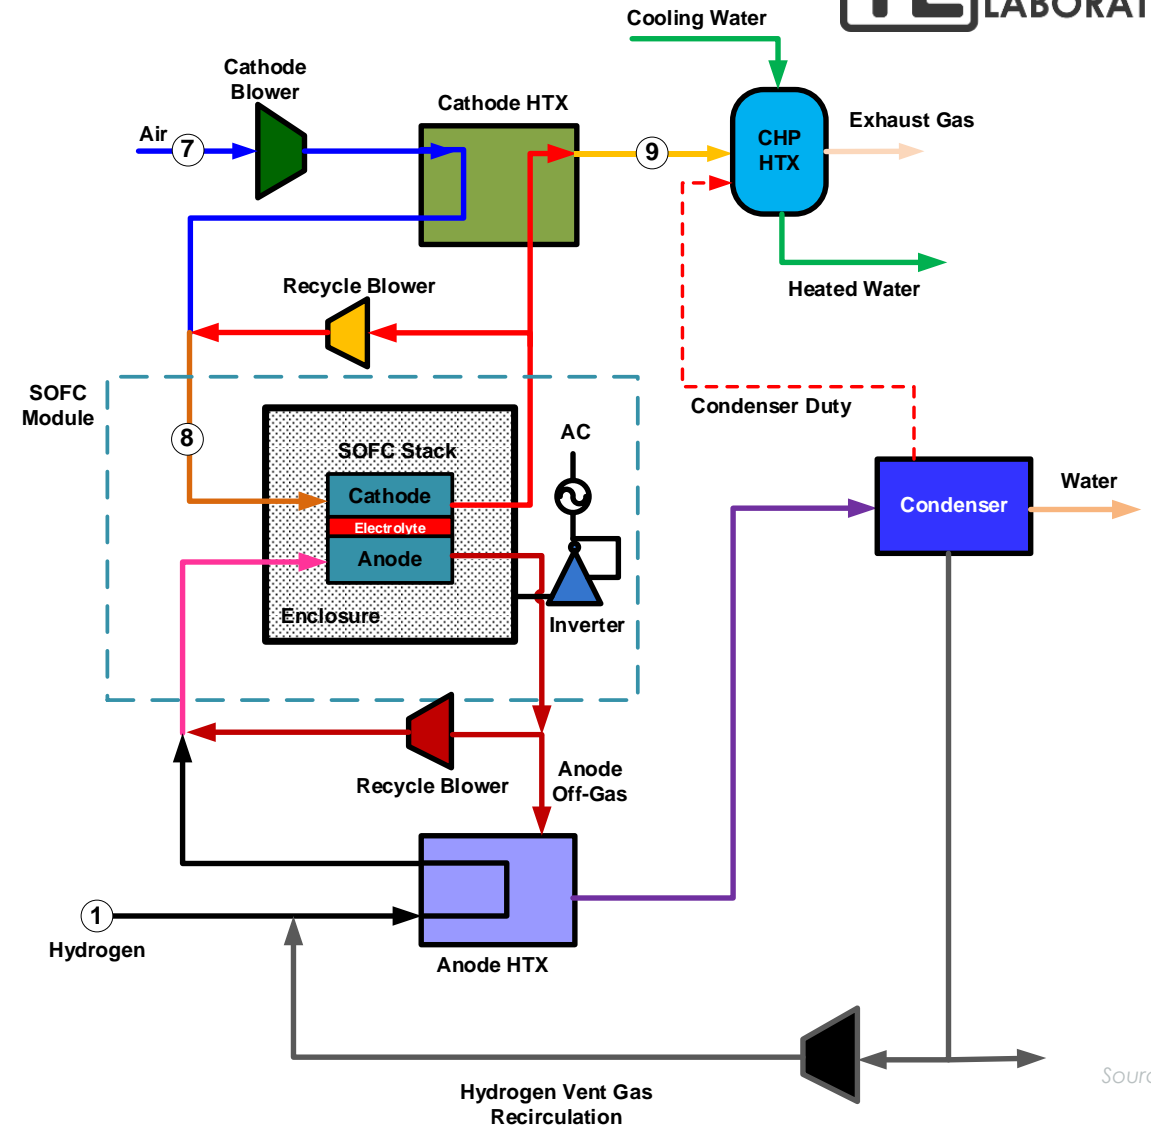 Cooling Water
LABORAT
Cathode
Blower
Cathode HTX
Air
7
9
CHP
HTX
Exhaust Gas
Recycle Blower
Heated Water
SOFC
Module
8
SOFC Stack
AC
Condenser Duty
Cathode
Electrolyte
Anode
Condenser
Water
Enclosure
Inverter
Recycle Blower
Anode
Off-Gas
1
Hydrogen
Anode HTX
Hydrogen Vent Gas
Recirculation
Sourc